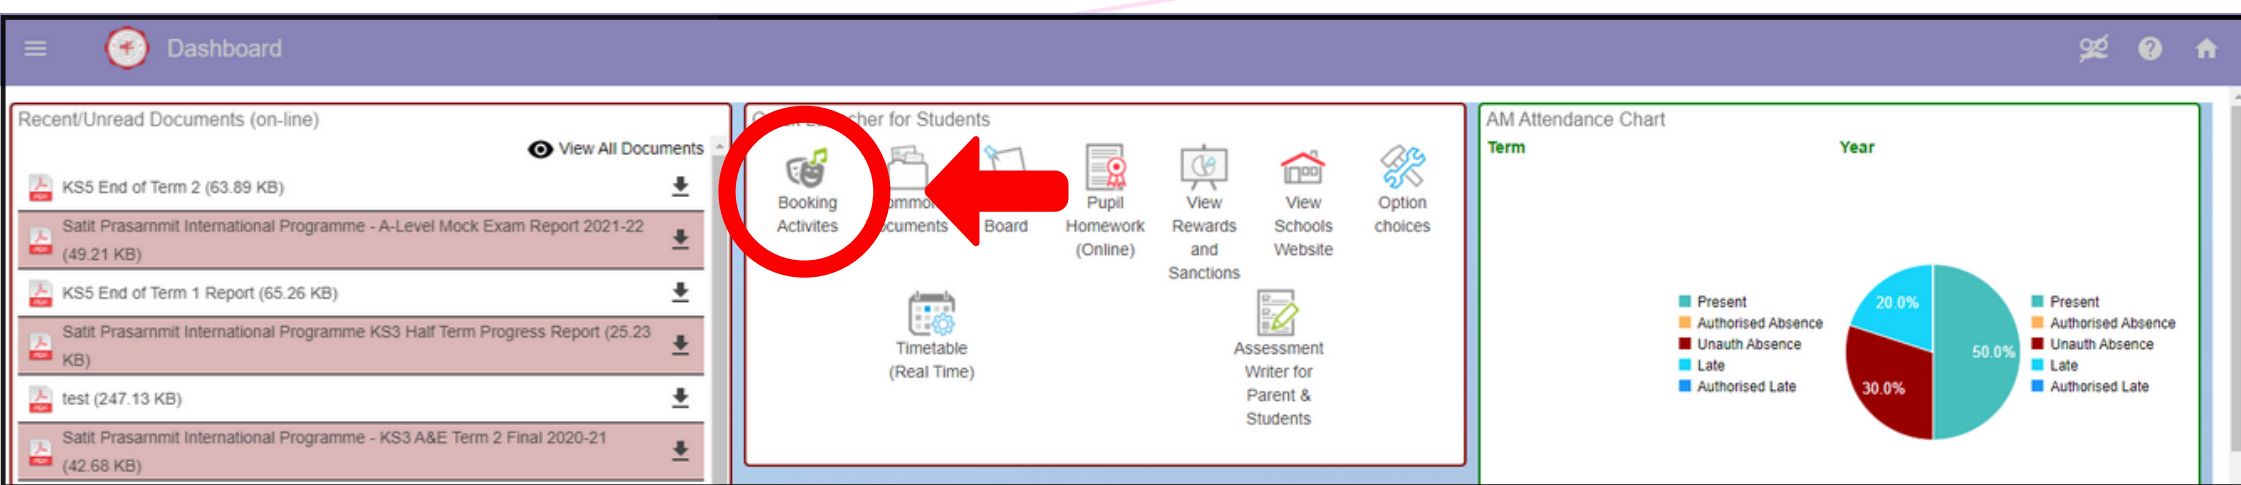 Dashboard
Recent/Unread Documents (on-line)
View All Documents
KS5 End of Term 2 (63.89 KB)
Satit Prasarnmit International Programme - A-Level Mock Exam Report 2021-22
(49.21 KB)
KS5 End of Term 1 Report (65.26 KB)
Satit Prasarnmit International Programme KS3 Half Term Progress Report (25.23
KB)
test (247.13 KB)
Satit Prasarnmit International Programme - KS3 A&E Term 2 Final 2020-21
(42.68 KB)
for Students
Booking
Activites
Board
Pupil
Homework
(Online)
View
Rewards
and
Sanctions
View
Schools
Website
Option
choices
Timetable
(Real Time)
Assessment
Writer for
Parent &
Students
AM Attendance Chart
Term
Year
Present
Authorised Absence
Unauth Absence
Late
Authorised Late
20.0%
50.0%
30.0%
Present
Authorised Absence
Unauth Absence
Late
Authorised Late